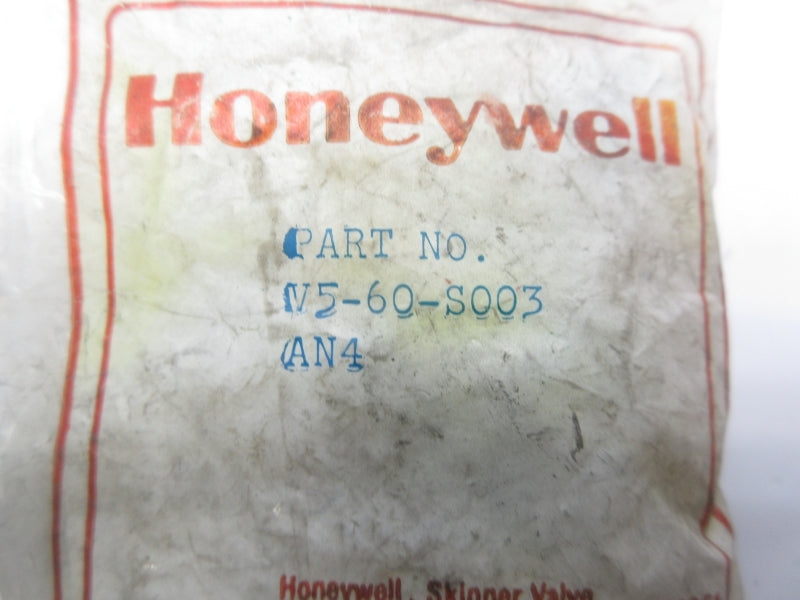 Honeywell
PART NO.
V5-60-S003
AN4
Honeywell, Skinner Valve